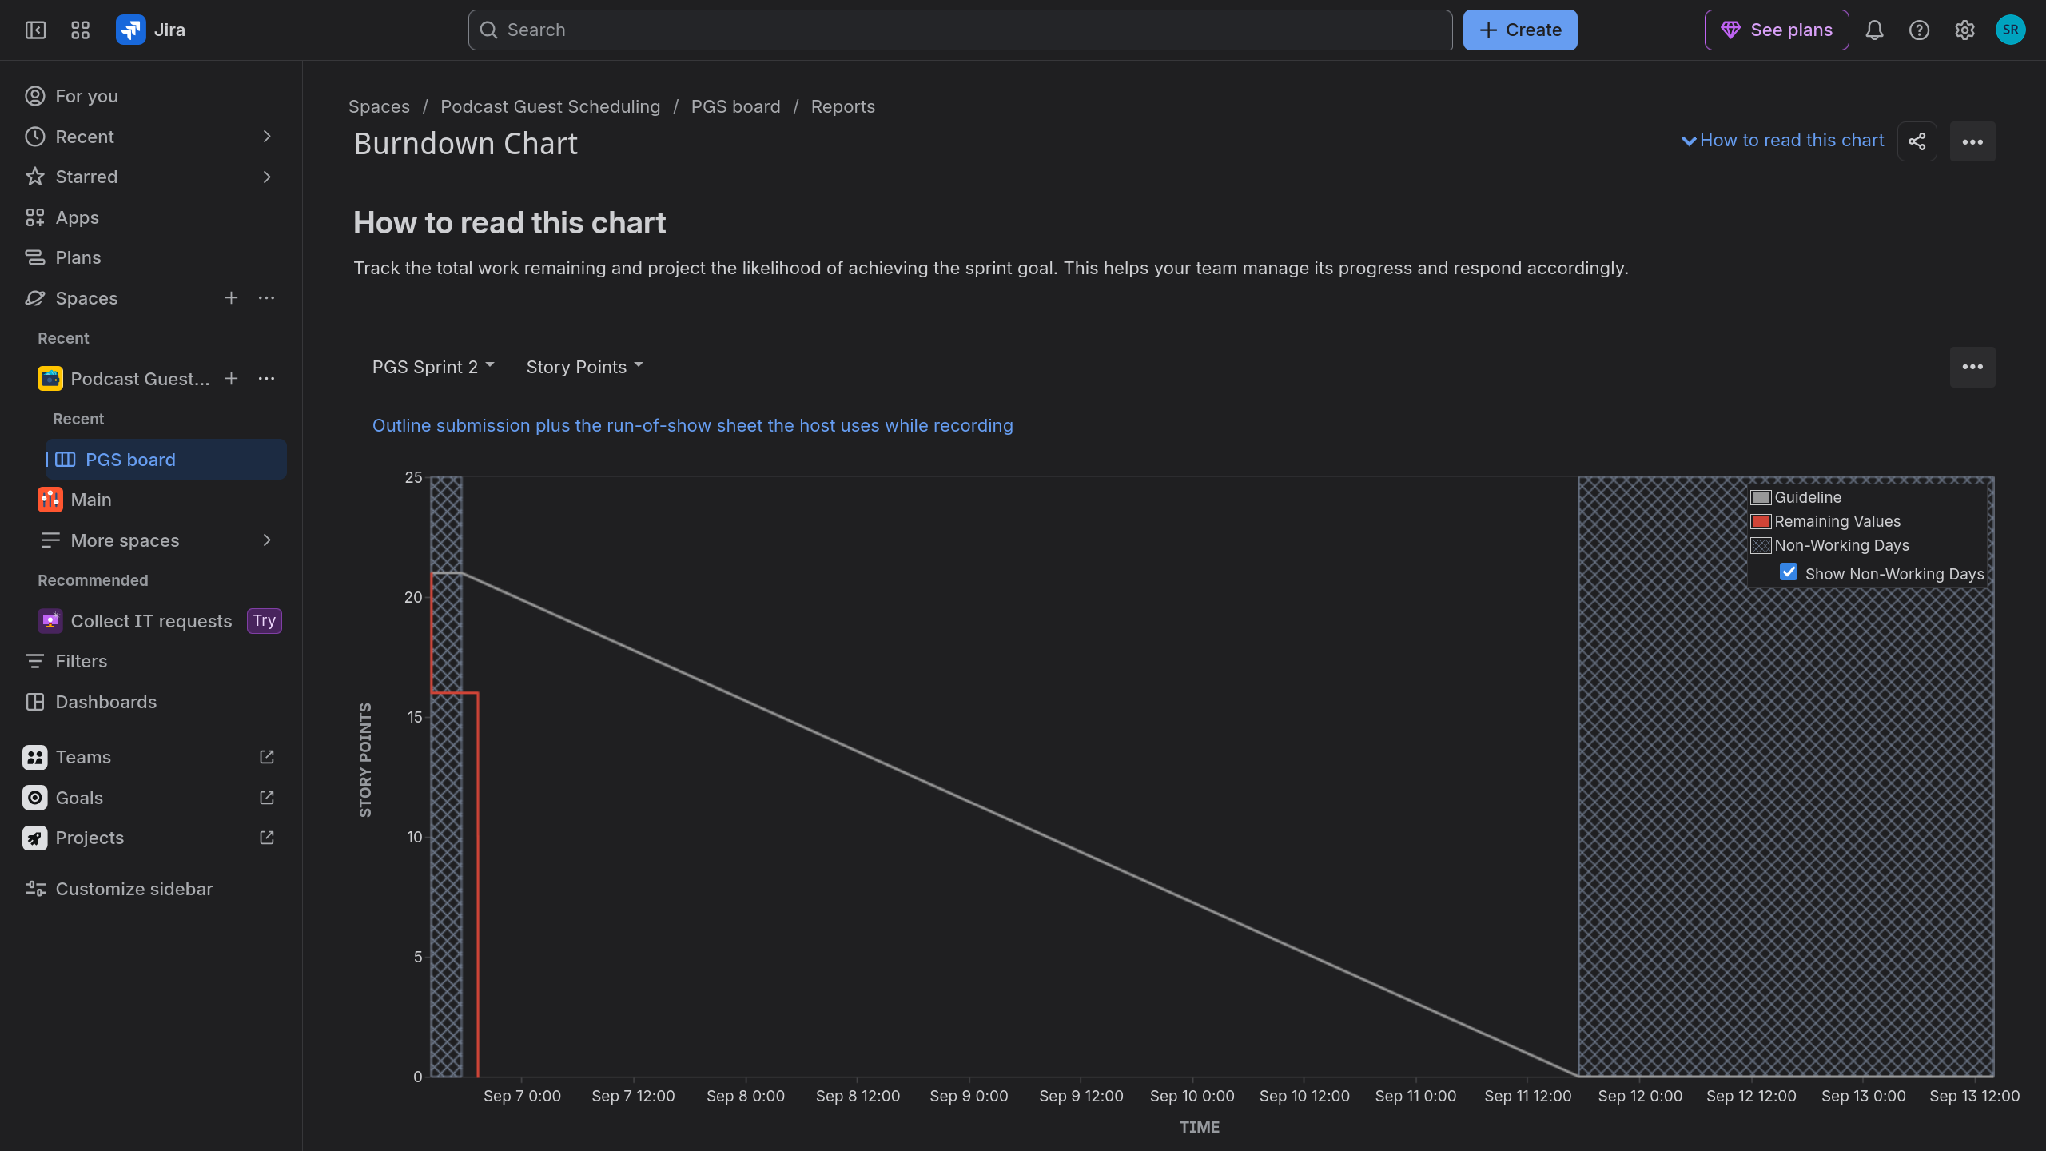 Jira
Search
Create
See plans
SR
For you
Recent
Starred
Apps
Plans
Spaces
Recent
Podcast Guest...
Recent
PGS board
Main
More spaces
Recommended
Collect IT requests
Try
Filters
Dashboards
Teams
Goals
Projects
Customize sidebar
Spaces / Podcast Guest Scheduling / PGS board / Reports
Burndown Chart
How to read this chart
How to read this chart
Track the total work remaining and project the likelihood of achieving the sprint goal. This helps your team manage its progress and respond accordingly.
PGS Sprint 2
Story Points
Outline submission plus the run-of-show sheet the host uses while recording
Guideline
Remaining Values
Non-Working Days
Show Non-Working Days
STORY POINTS
25
20
15
10
5
0
Sep 7 0:00
Sep 7 12:00
Sep 8 0:00
Sep 8 12:00
Sep 9 0:00
Sep 9 12:00
Sep 10 0:00
Sep 10 12:00
Sep 11 0:00
Sep 11 12:00
Sep 12 0:00
Sep 12 12:00
Sep 13 0:00
Sep 13 12:00
TIME